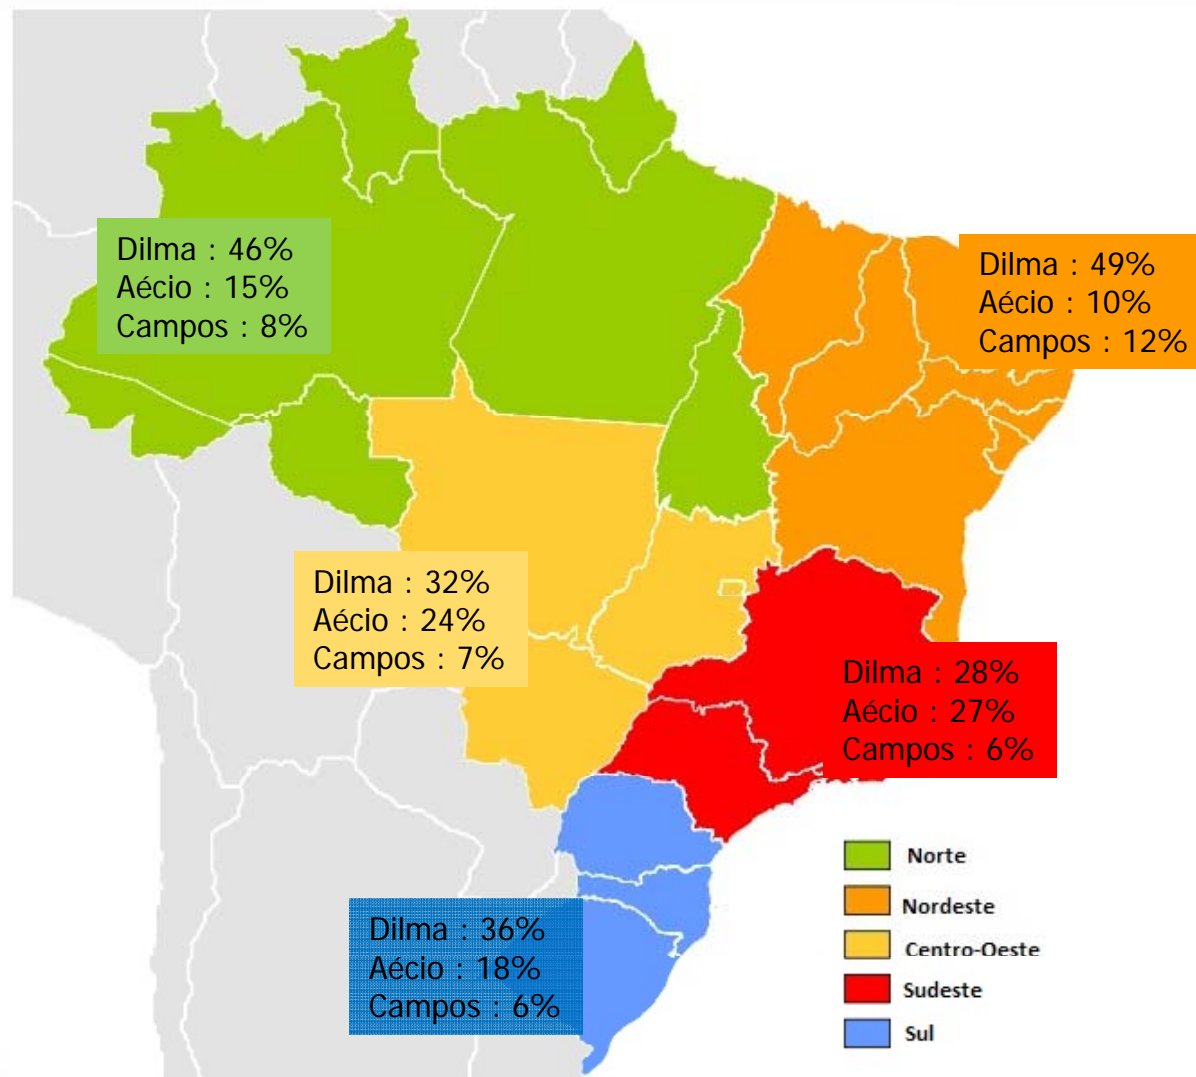 Dilma : 46%
Aécio : 15%
Campos : 8%
Dilma : 49%
Aécio : 10%
Campos : 12%
Dilma : 32%
Aécio : 24%
Campos : 7%
Dilma : 28%
Aécio : 27%
Campos : 6%
Dilma : 36%
Aécio : 18%
Campos : 6%
Norte
Nordeste
Centro-Oeste
Sudeste
Sul